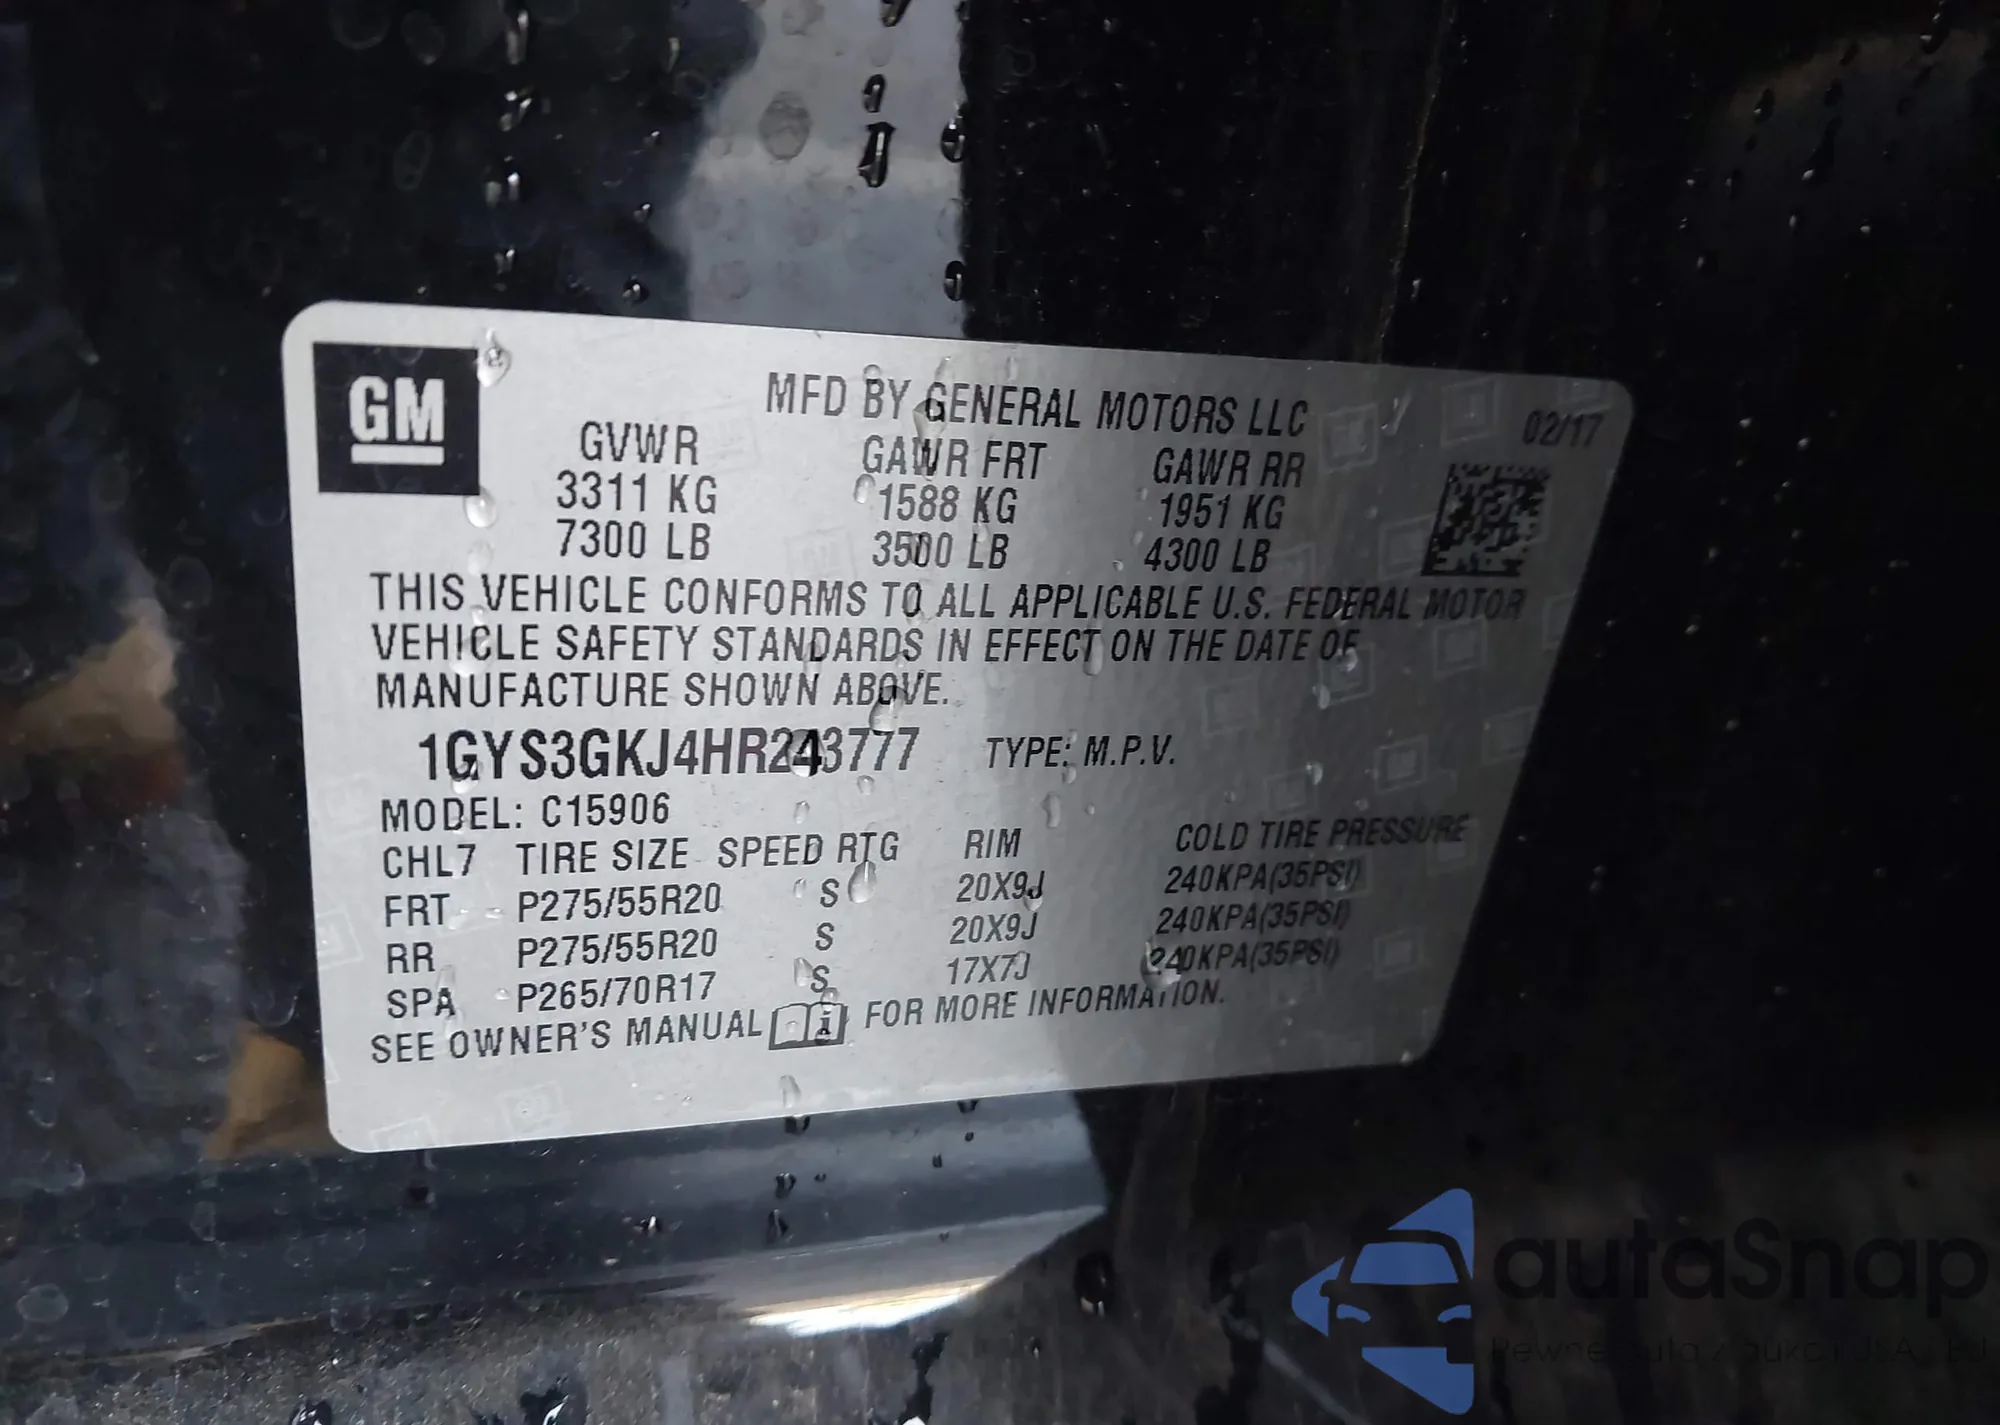 GM
MFD BY GENERAL MOTORS LLC
02/17
GVWR GAWR FRT GAWR RR
3311 KG 1588 KG 1951 KG
7300 LB 3500 LB 4300 LB
THIS VEHICLE CONFORMS TO ALL APPLICABLE U.S. FEDERAL MOTOR
VEHICLE SAFETY STANDARDS IN EFFECT ON THE DATE OF
MANUFACTURE SHOWN ABOVE.
1GYS3GKJ4HR243777 TYPE: M.P.V.
MODEL: C15906
CHL7 TIRE SIZE SPEED RTG RIM COLD TIRE PRESSURE
FRT P275/55R20 S 20X9J 240KPA(35PSI)
RR P275/55R20 S 20X9J 240KPA(35PSI)
SPA P265/70R17 S 17X7J 240KPA(35PSI)
SEE OWNER'S MANUAL FOR MORE INFORMATION.
autaSnap